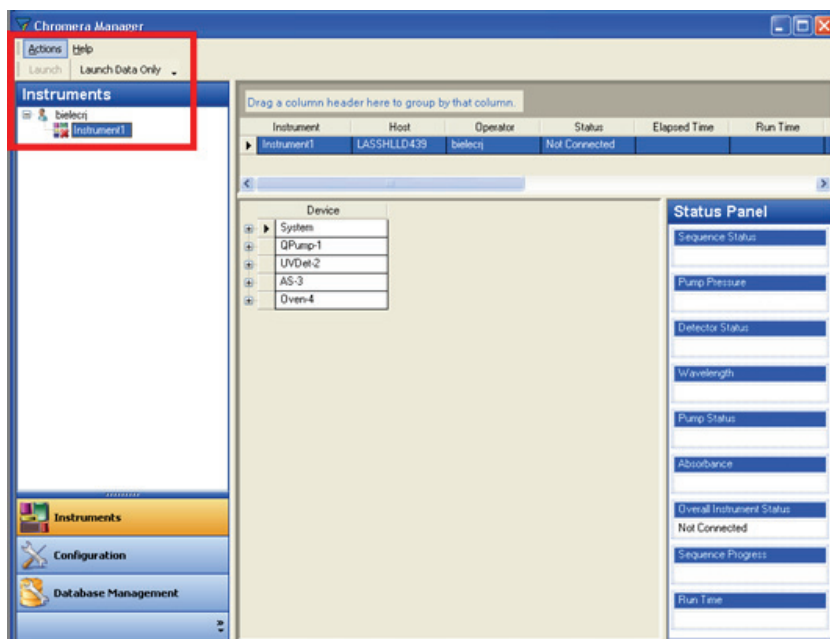 Chromera Manager
Actions Help
Launch Launch Data Only
Instruments
bielecrj
Instrument1
Drag a column header here to group by that column.
Instrument Host Operator Status Elapsed Time Run Time
Instrument1 LASSHLLD439 bielecrj Not Connected
Device
System
QPump-1
UVDet-2
AS-3
Oven-4
Status Panel
Sequence Status
Pump Pressure
Detector Status
Wavelength
Pump Status
Absorbance
Overall Instrument Status
Not Connected
Sequence Progress
Run Time
Instruments
Configuration
Database Management